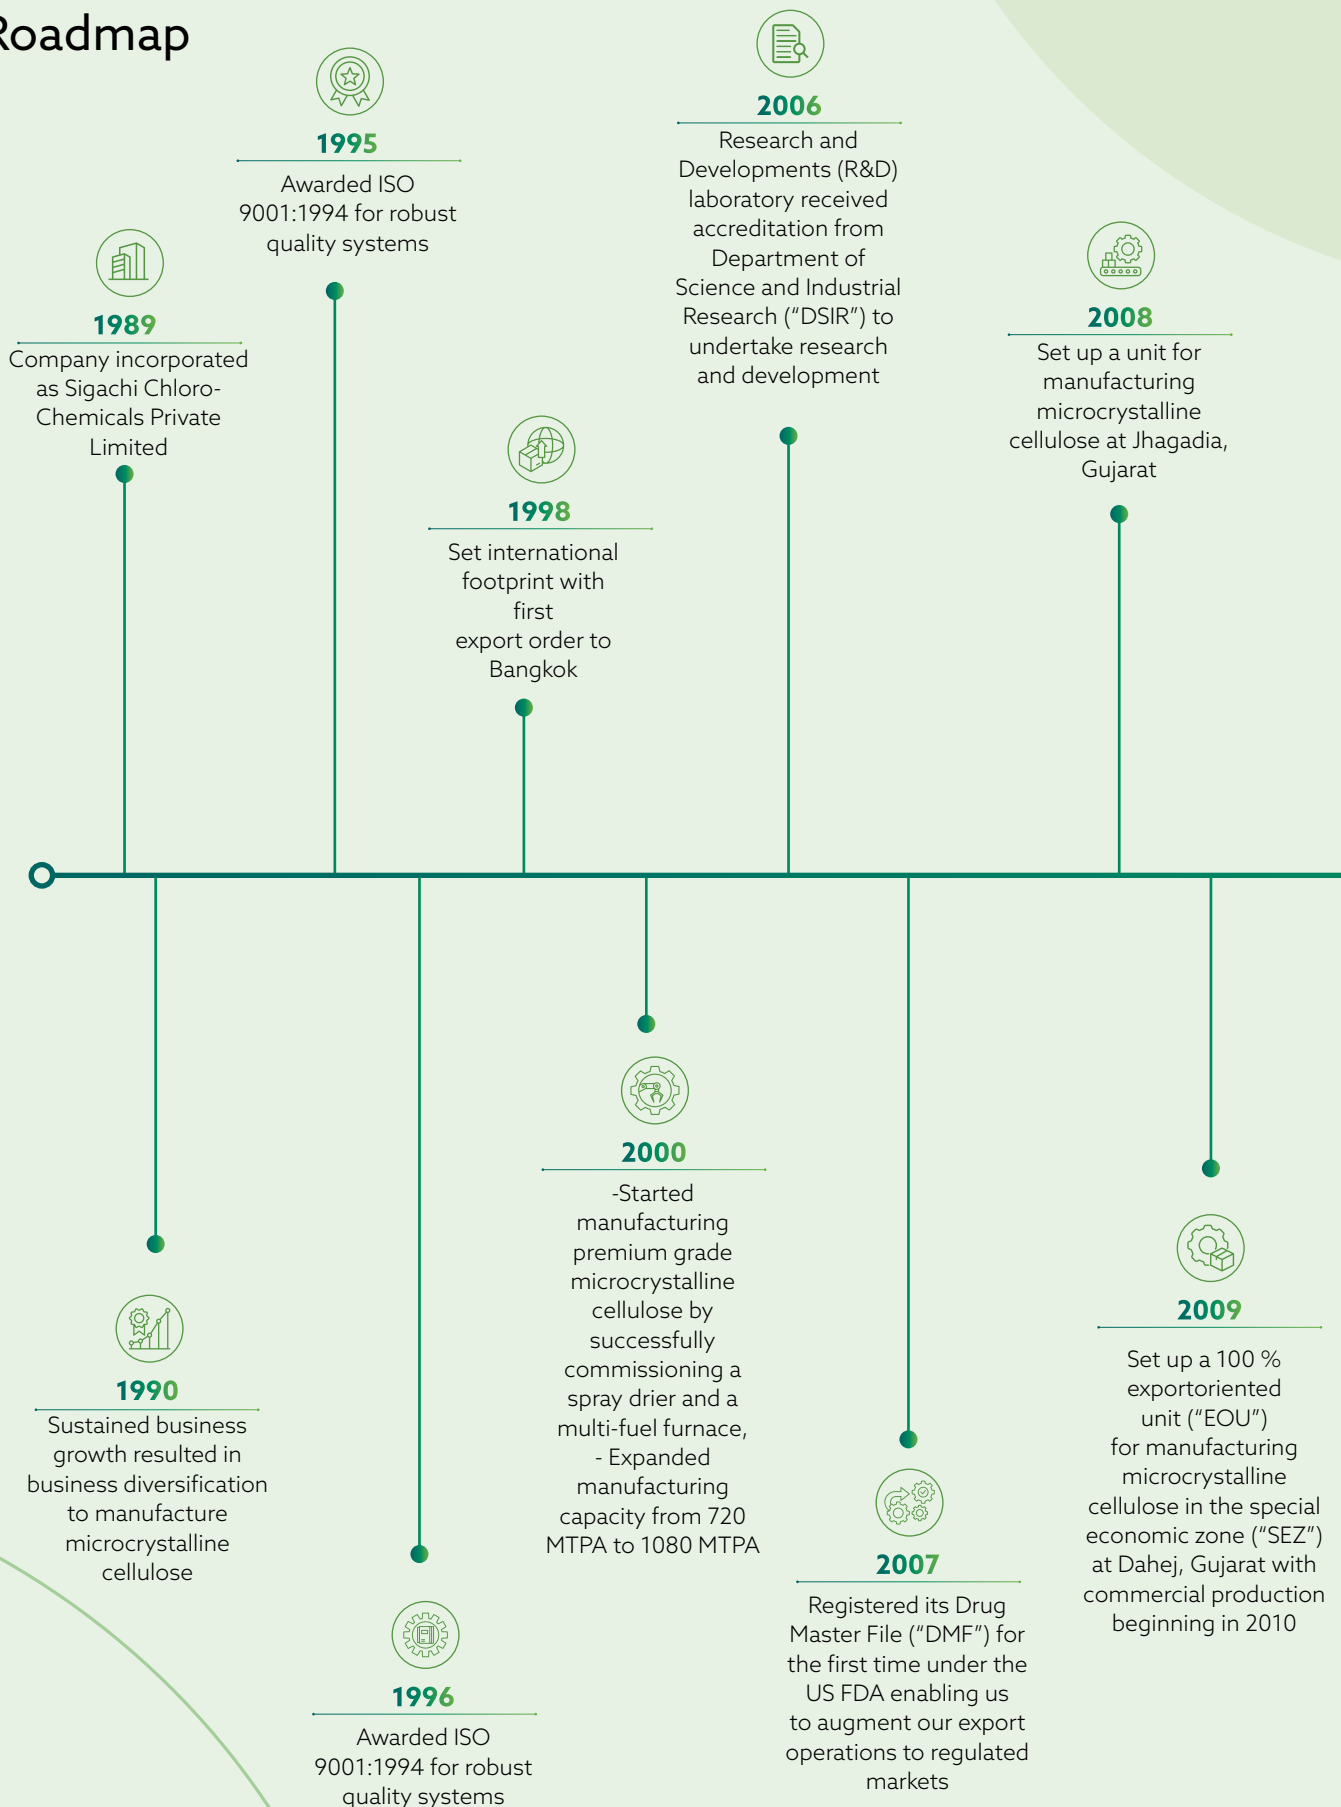 Roadmap
1989
Company incorporated
as Sigachi Chloro-
Chemicals Private
Limited
1995
Awarded ISO
9001:1994 for robust
quality systems
1998
Set international
footprint with
first
export order to
Bangkok
2006
Research and
Developments (R&D)
laboratory received
accreditation from
Department of
Science and Industrial
Research (“DSIR”) to
undertake research
and development
2008
Set up a unit for
manufacturing
microcrystalline
cellulose at Jhagadia,
Gujarat
1990
Sustained business
growth resulted in
business diversification
to manufacture
microcrystalline
cellulose
1996
Awarded ISO
9001:1994 for robust
quality systems
2000
-Started
manufacturing
premium grade
microcrystalline
cellulose by
successfully
commissioning a
spray drier and a
multi-fuel furnace,
- Expanded
manufacturing
capacity from 720
MTPA to 1080 MTPA
2007
Registered its Drug
Master File (“DMF”) for
the first time under the
US FDA enabling us
to augment our export
operations to regulated
markets
2009
Set up a 100 %
exportoriented
unit (“EOU”)
for manufacturing
microcrystalline
cellulose in the special
economic zone (“SEZ”)
at Dahej, Gujarat with
commercial production
beginning in 2010